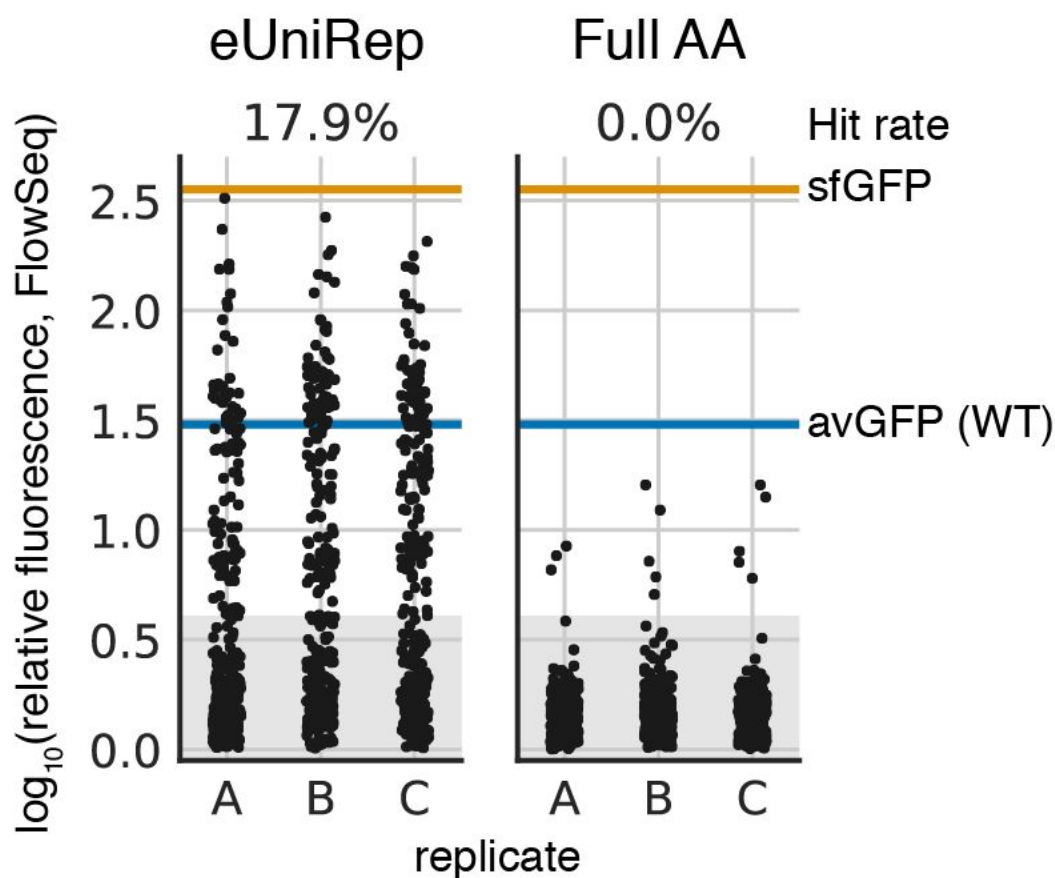 eUniRep Full AA
17.9% 0.0% Hit rate
sfGFP
2.5
2.0
1.5
avGFP (WT)
1.0
0.5
0.0
log₁₀(relative fluorescence, FlowSeq)
A B C A B C
replicate